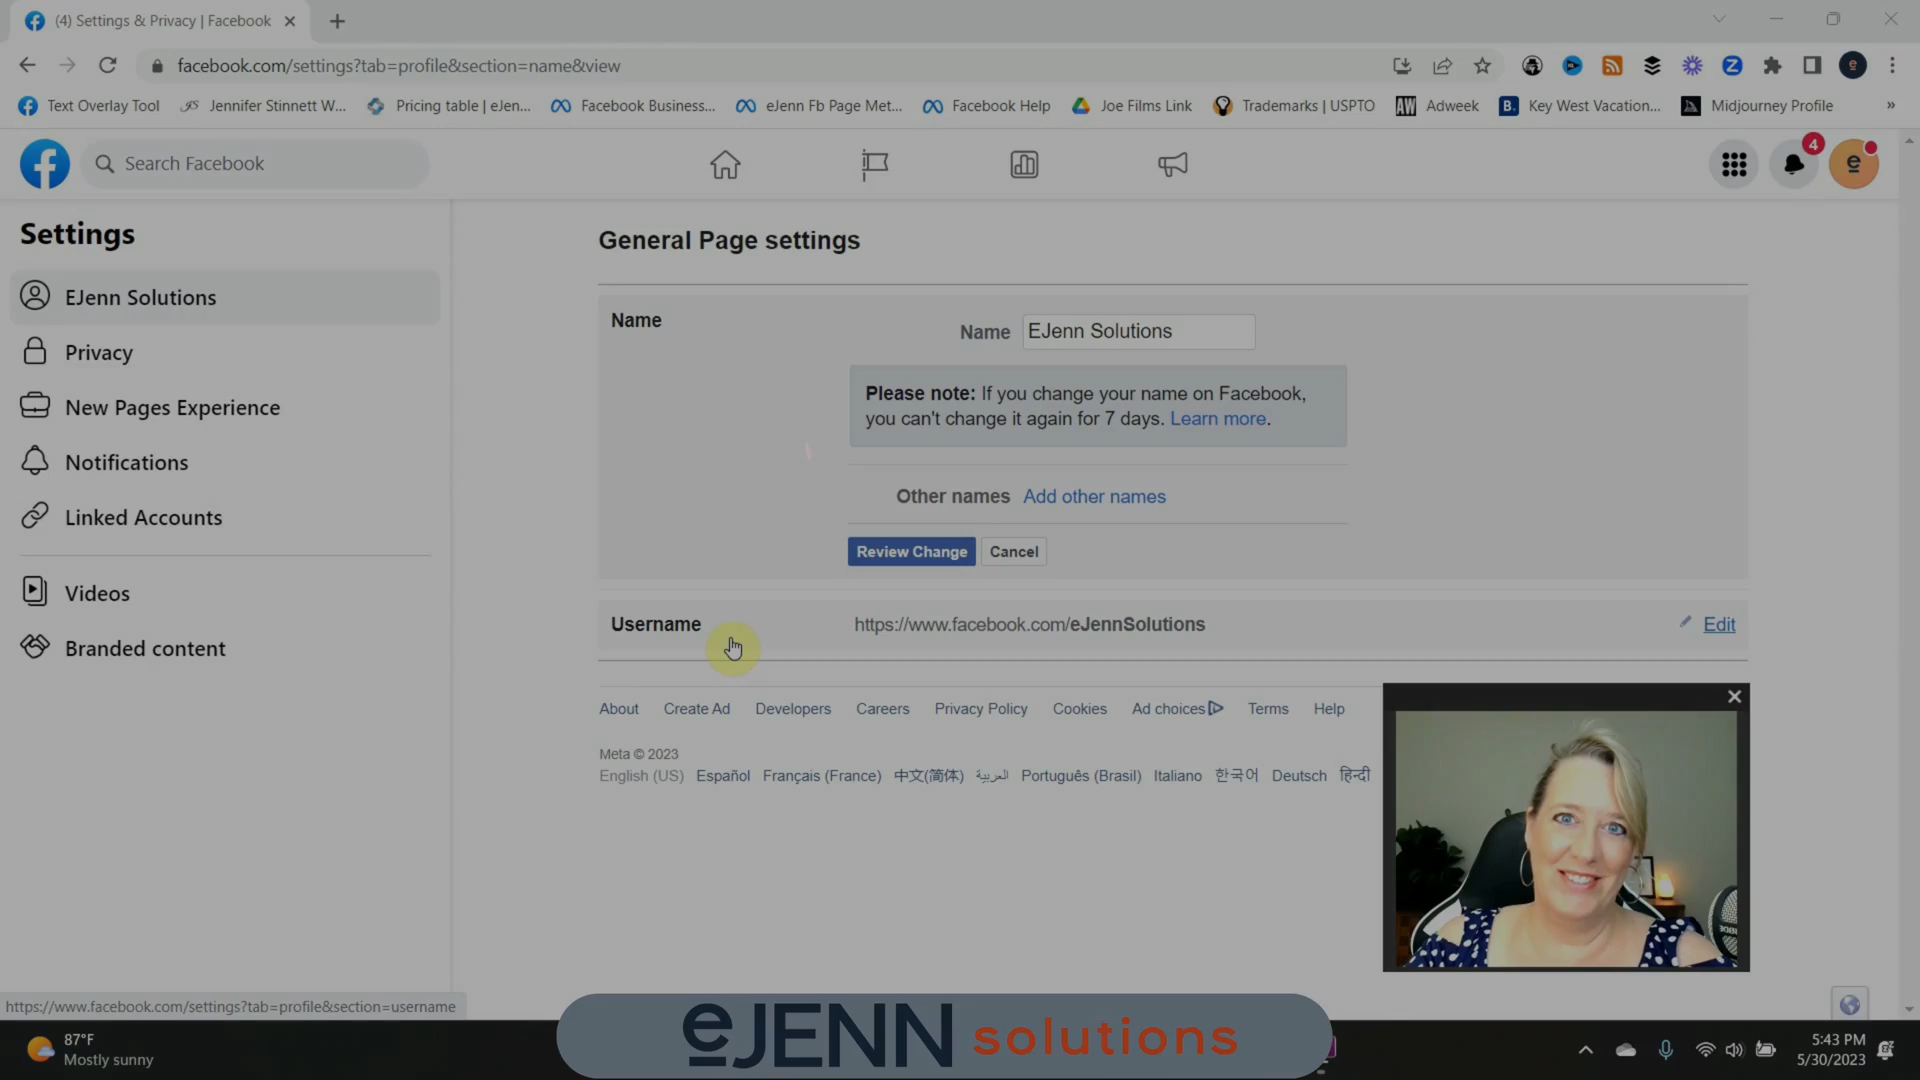 (4) Settings & Privacy | Facebook
facebook.com/settings?tab=profile&section=name&view
Text Overlay Tool
Jennifer Stinnett W...
Pricing table | eJen...
Facebook Business...
eJenn Fb Page Met...
Facebook Help
Joe Films Link
Trademarks | USPTO
AW Adweek
B. Key West Vacation...
Midjourney Profile
»
Search Facebook
4
e
Settings
General Page settings
EJenn Solutions
Privacy
New Pages Experience
Notifications
Linked Accounts
Videos
Branded content
Name
Name EJenn Solutions
Please note: If you change your name on Facebook,
you can't change it again for 7 days. Learn more.
Other names Add other names
Review Change Cancel
Username https://www.facebook.com/eJennSolutions Edit
About Create Ad Developers Careers Privacy Policy Cookies Ad choices Terms Help
Meta © 2023
English (US) Español Français (France) 中文(简体) العربية Português (Brasil) Italiano 한국어 Deutsch हिन्दी
https://www.facebook.com/settings?tab=profile&section=username
87°F
Mostly sunny
eJENN solutions
5:43 PM
5/30/2023